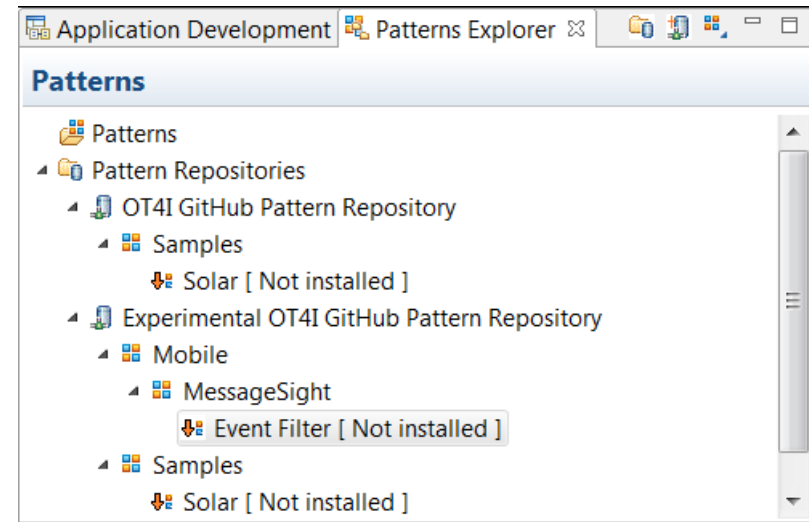 Application Development Patterns Explorer
Patterns
Patterns
Pattern Repositories
OT4I GitHub Pattern Repository
Samples
Solar [ Not installed ]
Experimental OT4I GitHub Pattern Repository
Mobile
MessageSight
Event Filter [ Not installed ]
Samples
Solar [ Not installed ]